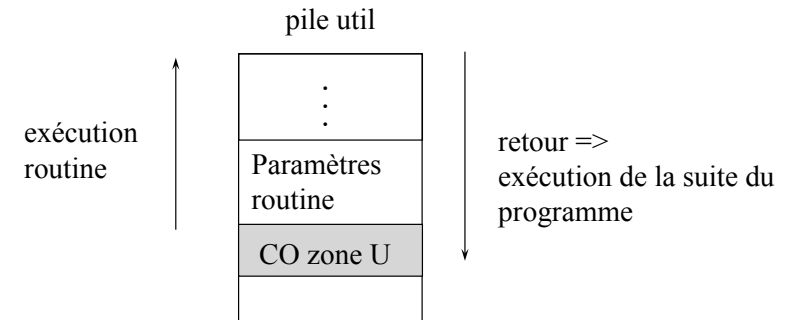 pile util
exécution
routine
Paramètres
routine
CO zone U
retour =>
exécution de la suite du
programme